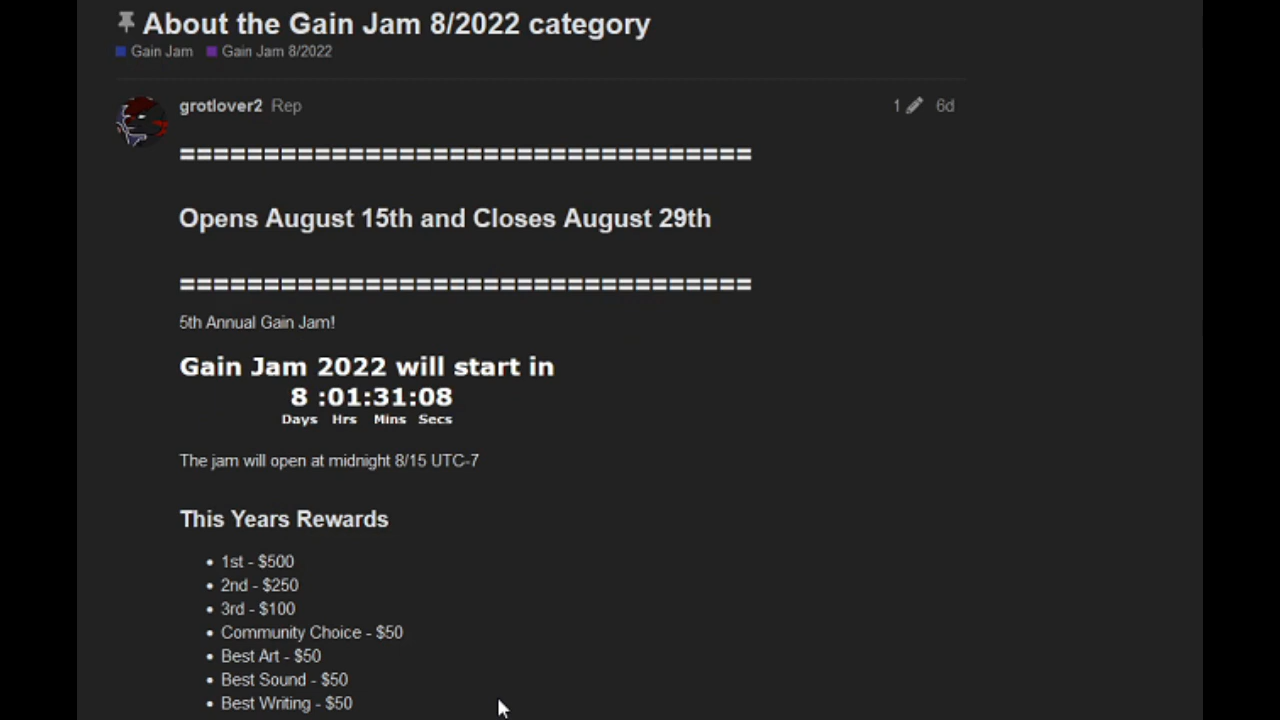 About the Gain Jam 8/2022 category
Gain Jam Gain Jam 8/2022
grotlover2 Rep 1 6d
==================================
Opens August 15th and Closes August 29th
==================================
5th Annual Gain Jam!
Gain Jam 2022 will start in
8 :01:31:08
Days Hrs Mins Secs
The jam will open at midnight 8/15 UTC-7
This Years Rewards
• 1st - $500
• 2nd - $250
• 3rd - $100
• Community Choice - $50
• Best Art - $50
• Best Sound - $50
• Best Writing - $50